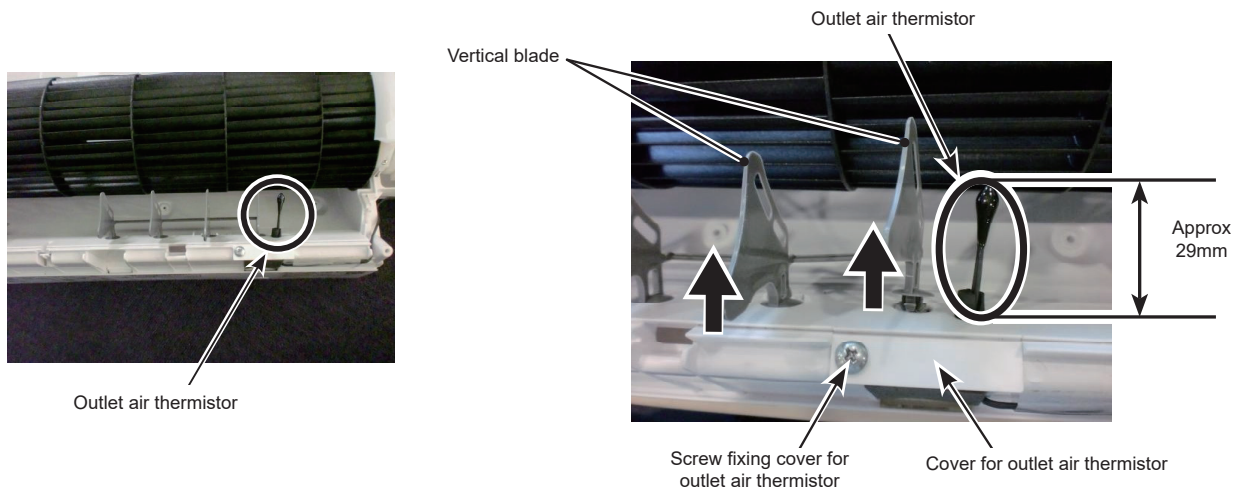 Outlet air thermistor
Vertical blade
Outlet air thermistor
Approx
29mm
Screw fixing cover for
outlet air thermistor
Cover for outlet air thermistor